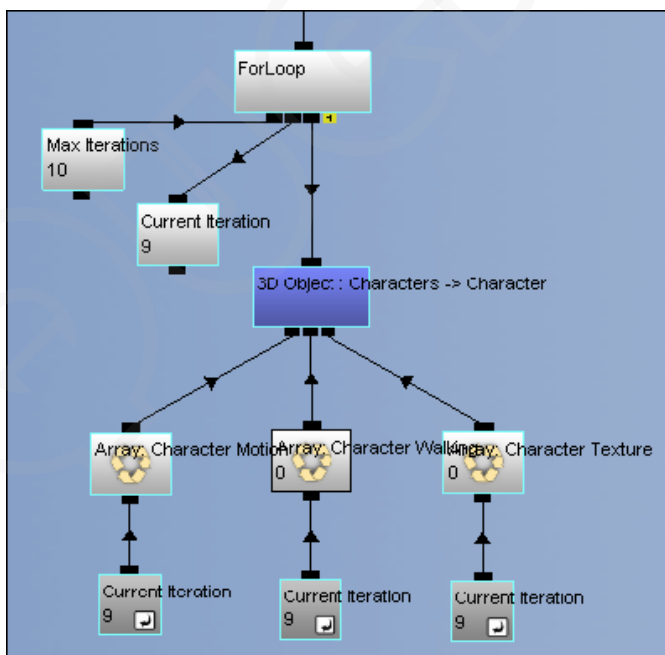 ForLoop
Max Iterations
10
Current Iteration
9
3D Object : Characters -> Character
Array: Character Motion
Array: Character Walking
0
Array: Character Texture
0
Current Iteration
9
Current Iteration
9
Current Iteration
9